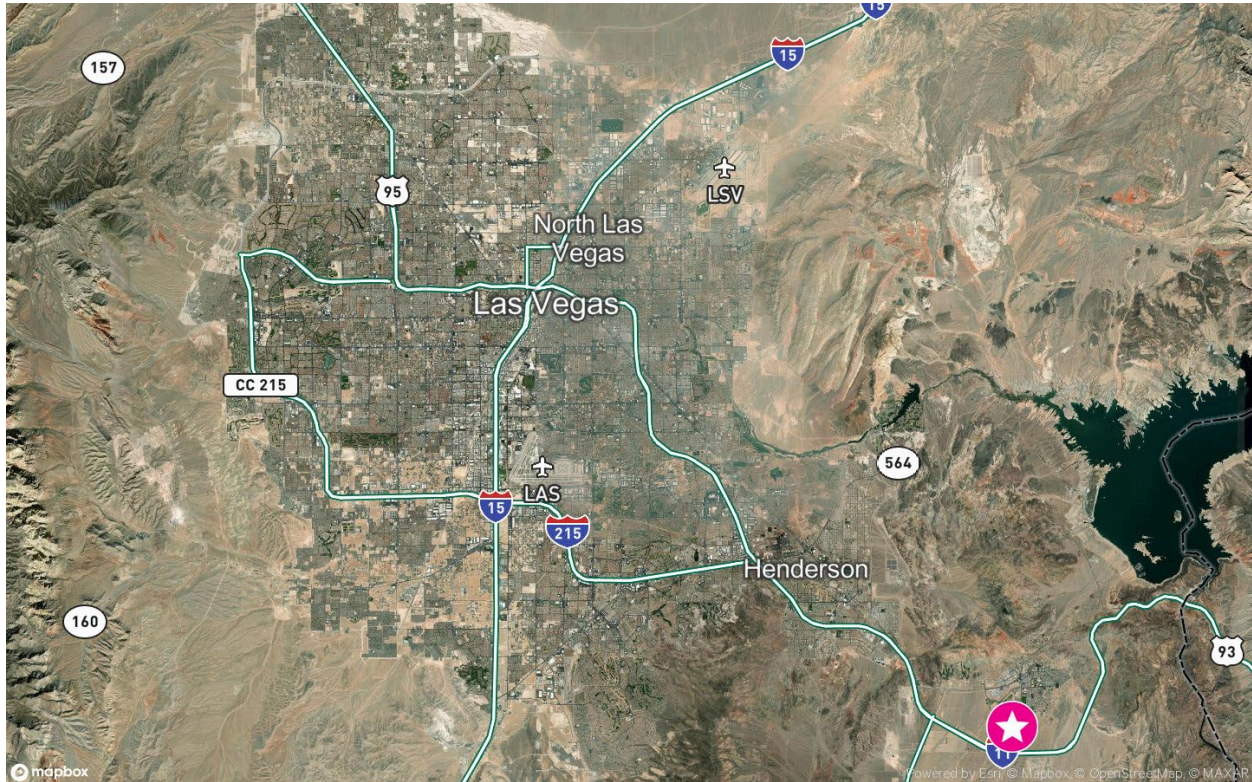 15
157
15
95
LSV
North Las
Vegas
Las Vegas
CC 215
564
LAS
15
215
Henderson
160
93
11
mapbox
Powered by Esri, © Mapbox, © OpenStreetMap, © MAXAR